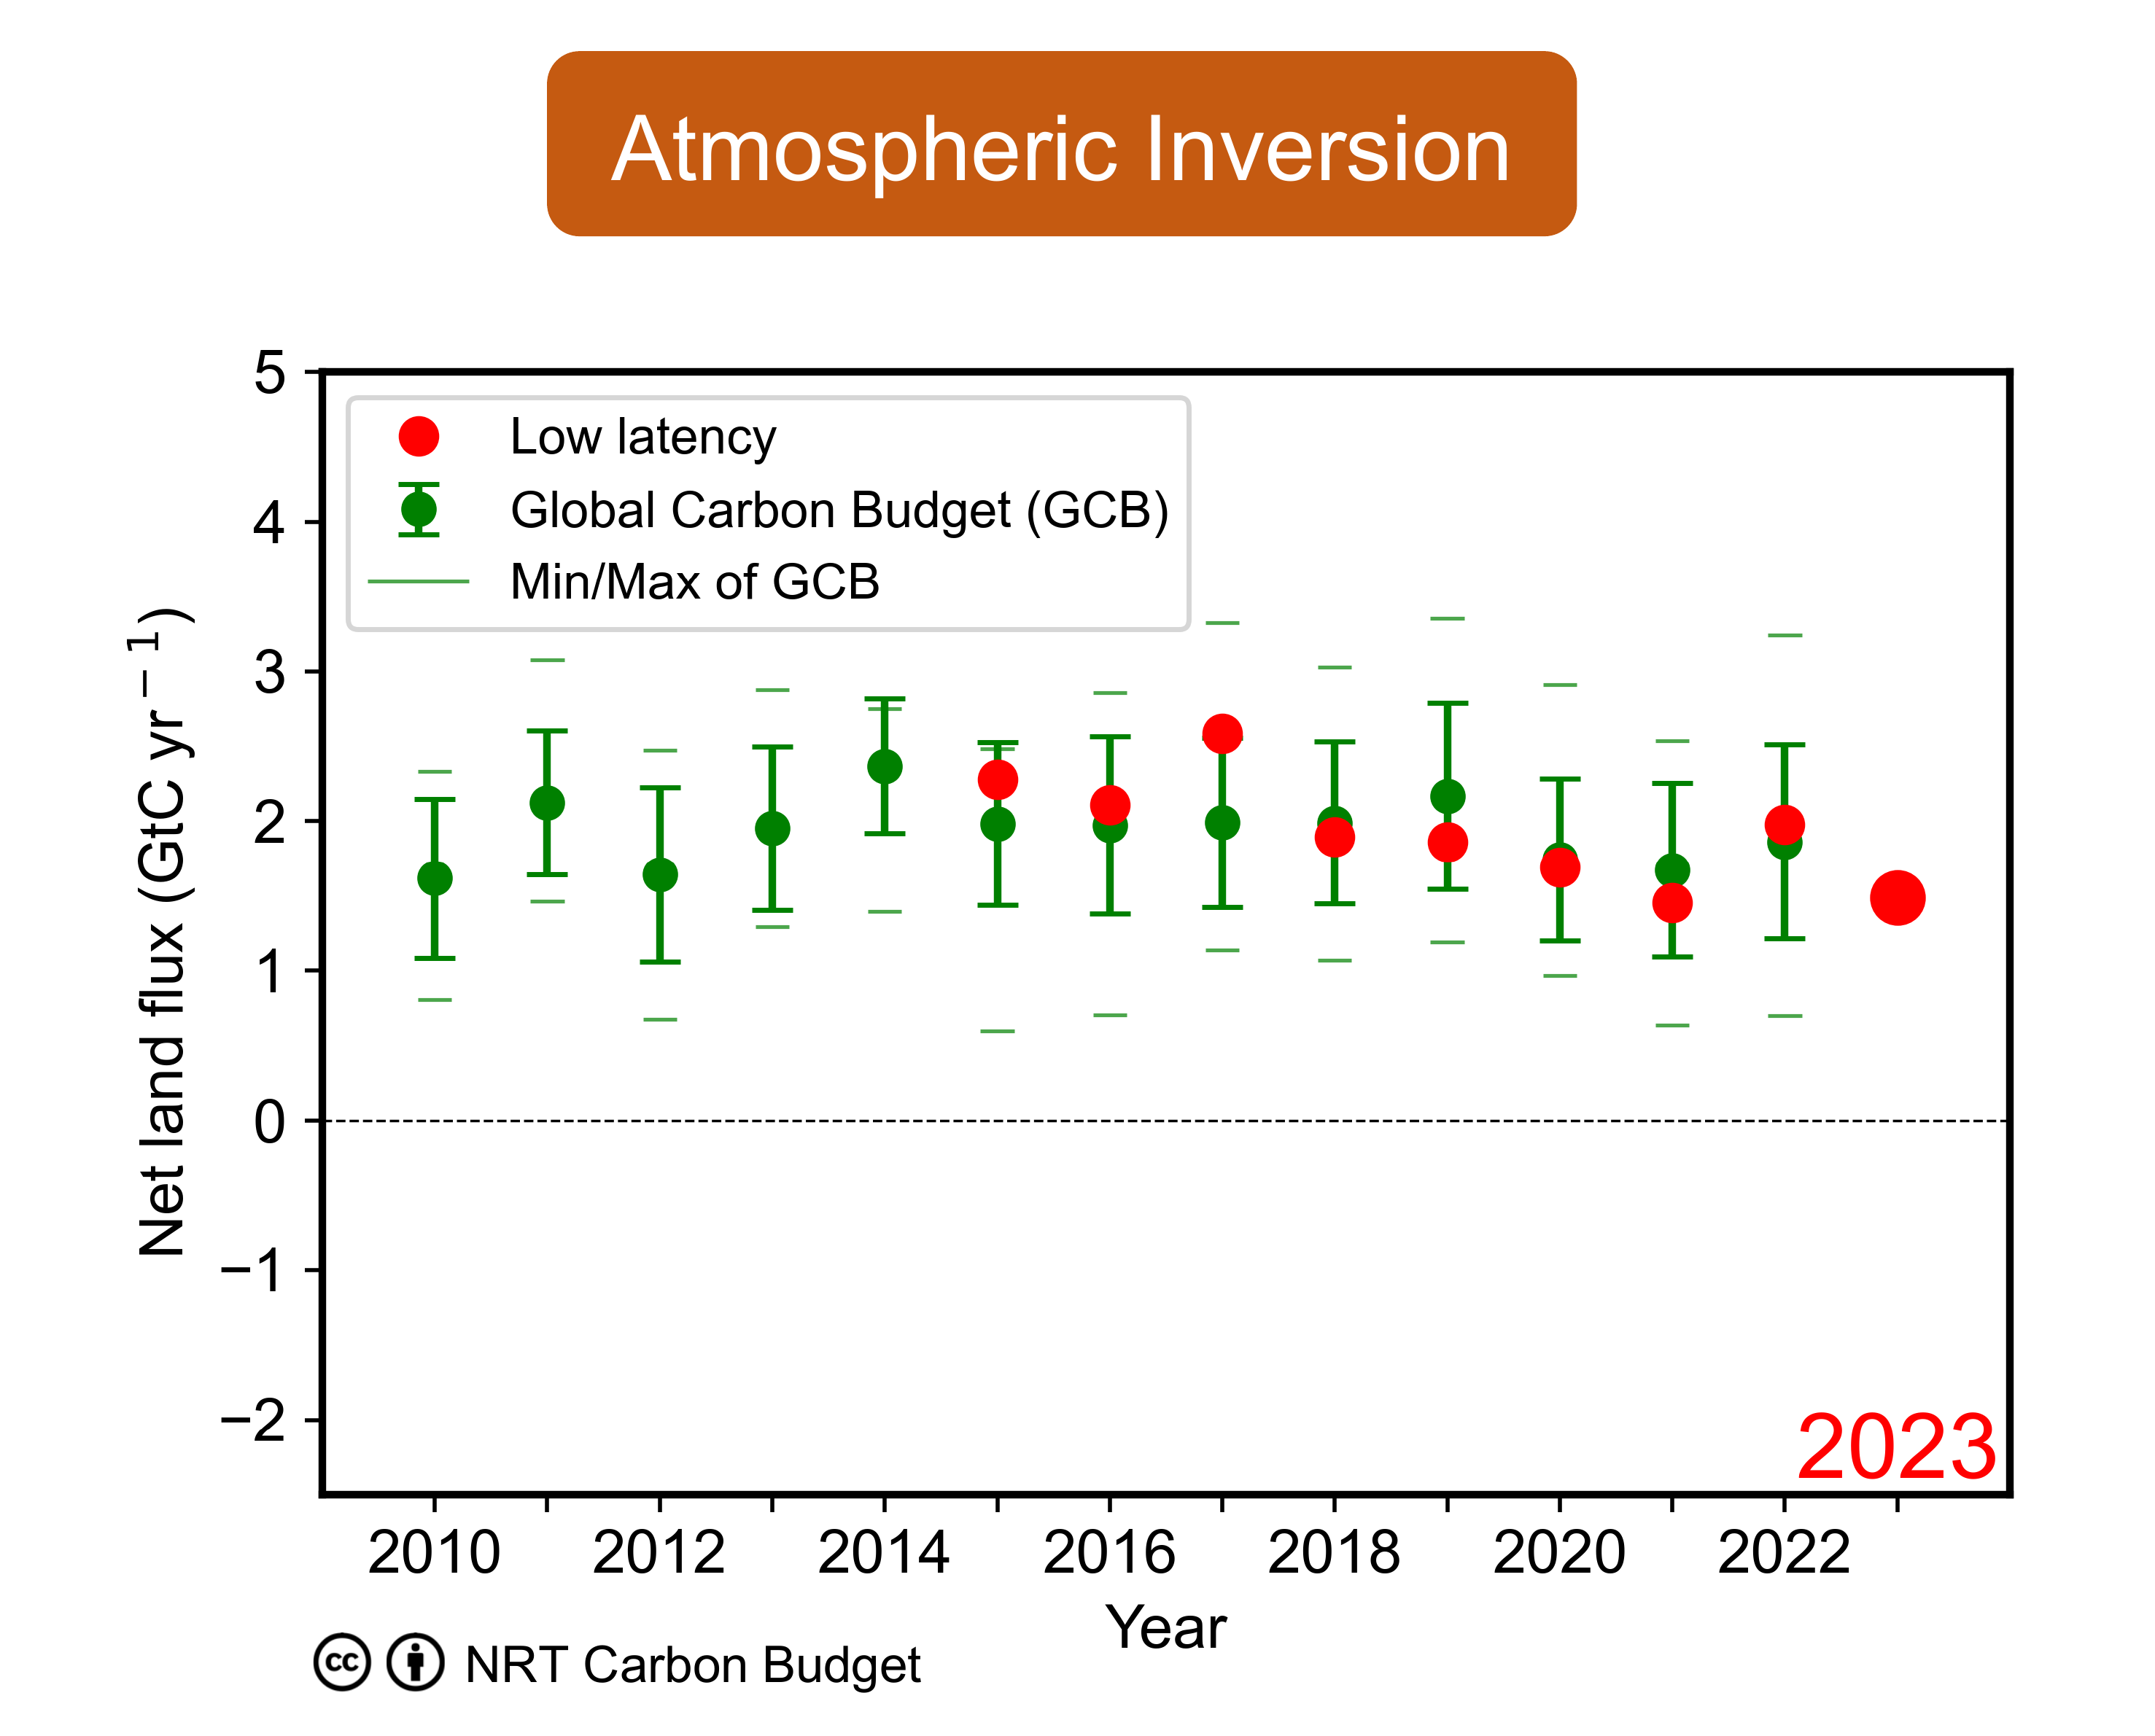 Atmospheric Inversion
Low latency
Global Carbon Budget (GCB)
Min/Max of GCB
Net land flux (GtC yr⁻¹)
5
4
3
2
1
0
−1
−2
2023
2010 2012 2014 2016 2018 2020 2022
Year
cc NRT Carbon Budget